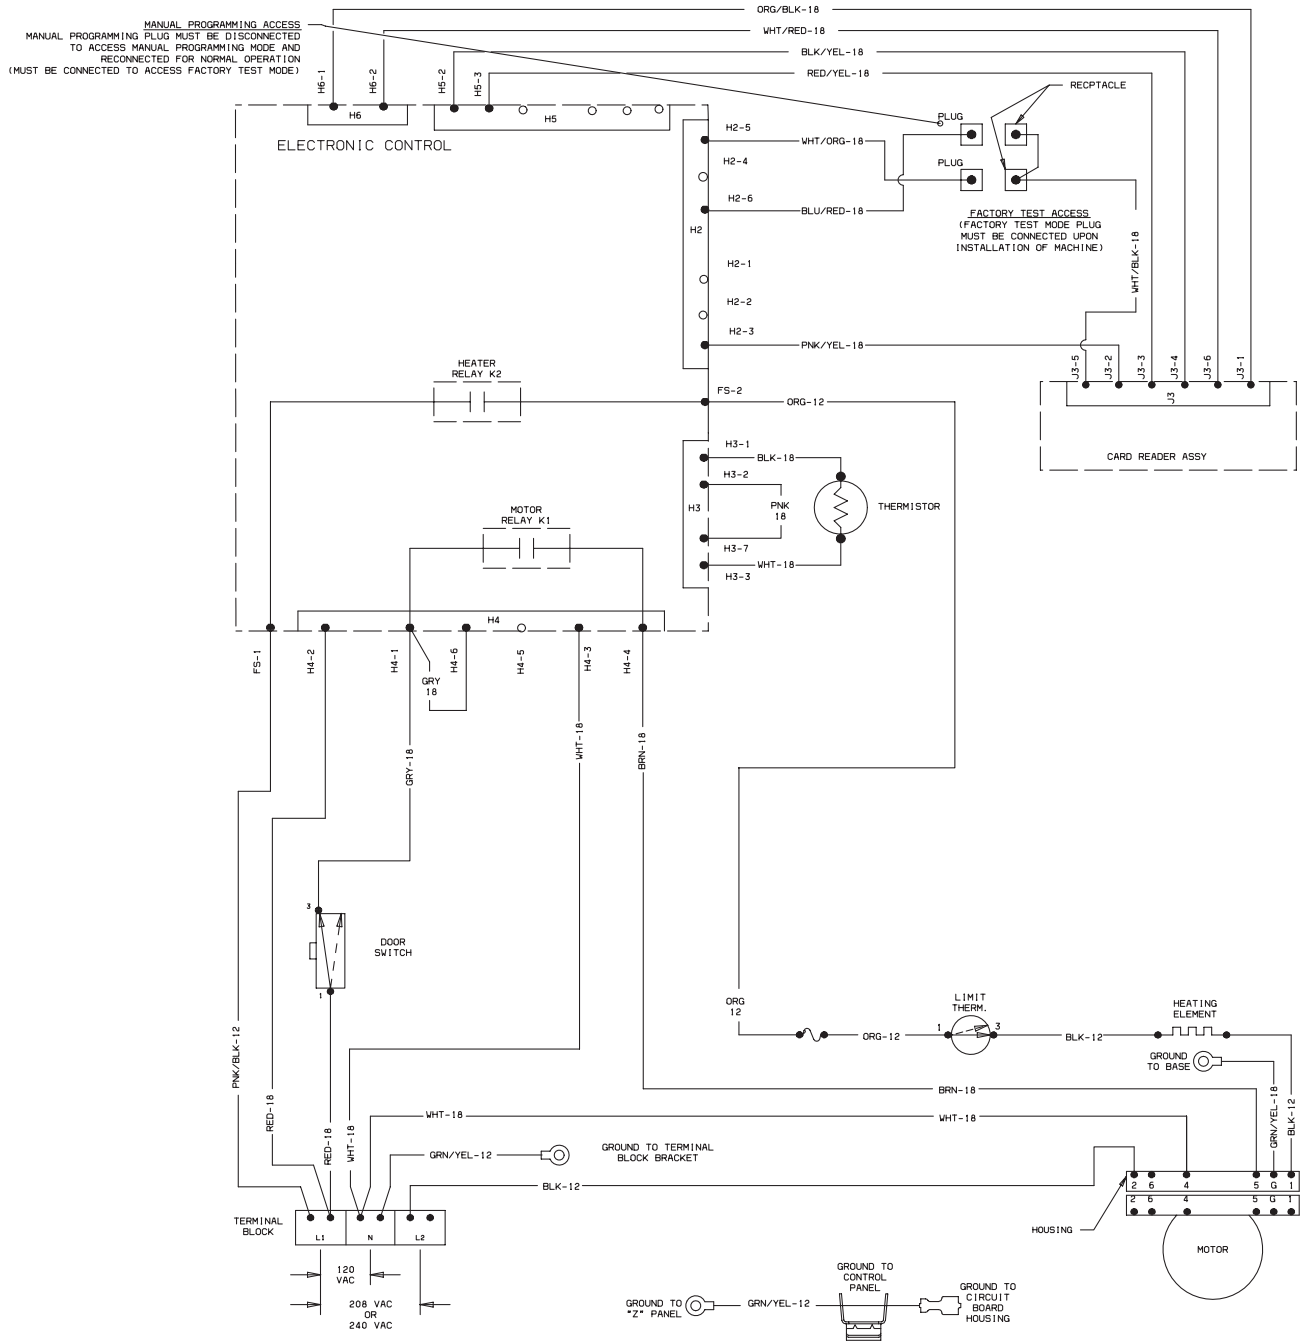 ORG/BLK-18
MANUAL PROGRAMMING ACCESS
MANUAL PROGRAMMING PLUG MUST BE DISCONNECTED
TO ACCESS MANUAL PROGRAMMING MODE AND
RECONNECTED FOR NORMAL OPERATION
(MUST BE CONNECTED TO ACCESS FACTORY TEST MODE)
WHT/RED-18
BLK/YEL-18
RED/YEL-18
H6-1
H6-2
H5-2
H5-3
RECPTACLE
H6
H5
PLUG
ELECTRONIC CONTROL
H2-5
WHT/ORG-18
H2-4
PLUG
H2-6
BLU/RED-18
H2
FACTORY TEST ACCESS
(FACTORY TEST MODE PLUG
MUST BE CONNECTED UPON
INSTALLATION OF MACHINE)
WHT/BLK-18
H2-1
H2-2
H2-3
PNK/YEL-18
HEATER
RELAY K2
J3-5
J3-2
J3-3
J3-4
J3-6
J3-1
J3
FS-2
ORG-12
CARD READER ASSY
H3-1
BLK-18
H3-2
H3
PNK
18
THERMISTOR
MOTOR
RELAY K1
H3-7
WHT-18
H3-3
H4
FS-1
H4-2
H4-1
H4-6
H4-5
H4-3
H4-4
GRY
18
GRY-18
WHT-18
BRN-18
3
DOOR
SWITCH
1
ORG
12
LIMIT
THERM.
HEATING
ELEMENT
1
3
ORG-12
BLK-12
GROUND
TO BASE
PNK/BLK-12
RED-18
RED-18
WHT-18
BRN-18
GRN/YEL-18
BLK-12
WHT-18
WHT-18
GRN/YEL-12
GROUND TO TERMINAL
BLOCK BRACKET
BLK-12
2 6 4 5 G 1
2 6 4 5 G 1
HOUSING
TERMINAL
BLOCK
L1
N
L2
MOTOR
120
VAC
208 VAC
OR
240 VAC
GROUND TO
CONTROL
PANEL
GROUND TO
"Z" PANEL
GRN/YEL-12
GROUND TO
CIRCUIT
BOARD
HOUSING